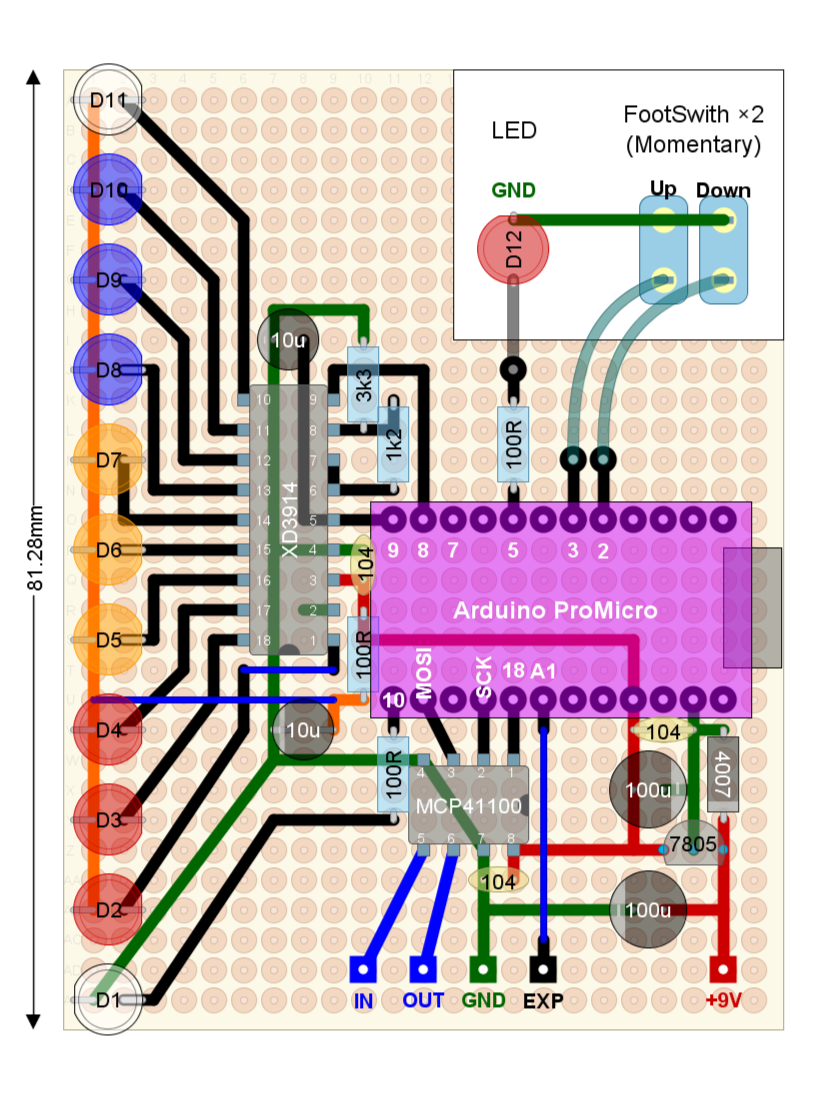 D11
D10
D9
D8
D7
D6
D5
D4
D3
D2
D1
81.28mm
LED
FootSwith ×2
(Momentary)
GND
Up
Down
D12
10u
3k3
1k2
100R
10 9
11 8
12 7
13 6
14 5
15 4
16 3
17 2
18 1
XD3914
104
100R
9 8 7 5 3 2
Arduino ProMicro
10 MOSI SCK 18 A1
10u
100R
4 3 2 1
MCP41100
5 6 7 8
104
104
4007
100u
7805
100u
IN OUT GND EXP +9V